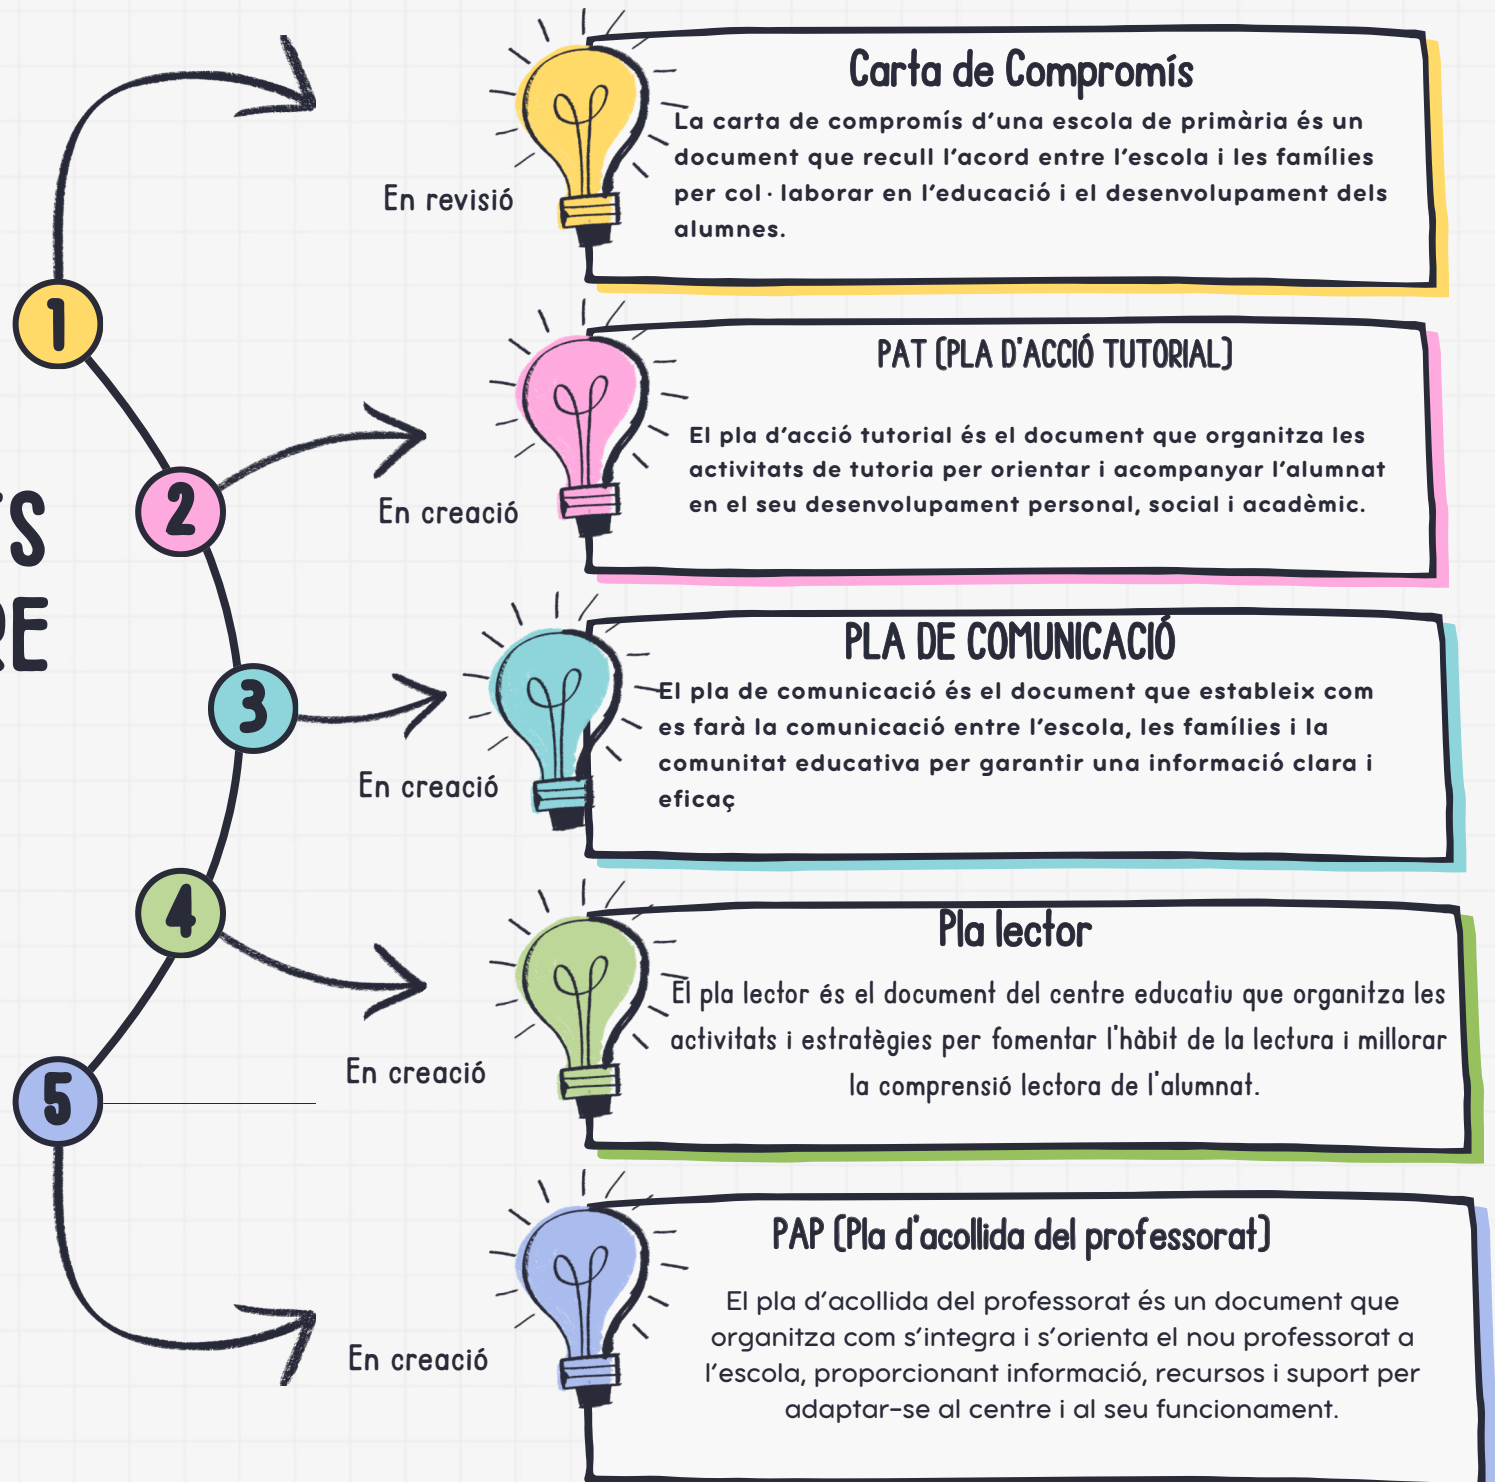 Carta de Compromís
La carta de compromís d'una escola de primària és un
document que recull l'acord entre l'escola i les famílies
per col· laborar en l'educació i el desenvolupament dels
alumnes.
En revisió
1
PAT (PLA D'ACCIÓ TUTORIAL)
El pla d'acció tutorial és el document que organitza les
activitats de tutoria per orientar i acompanyar l'alumnat
en el seu desenvolupament personal, social i acadèmic.
2
En creació
PLA DE COMUNICACIÓ
El pla de comunicació és el document que estableix com
es farà la comunicació entre l'escola, les famílies i la
comunitat educativa per garantir una informació clara i
eficaç
3
En creació
Pla lector
El pla lector és el document del centre educatiu que organitza les
activitats i estratègies per fomentar l'hàbit de la lectura i millorar
la comprensió lectora de l'alumnat.
4
En creació
5
PAP (Pla d'acollida del professorat)
El pla d'acollida del professorat és un document que
organitza com s'integra i s'orienta el nou professorat a
l'escola, proporcionant informació, recursos i suport per
adaptar-se al centre i al seu funcionament.
En creació